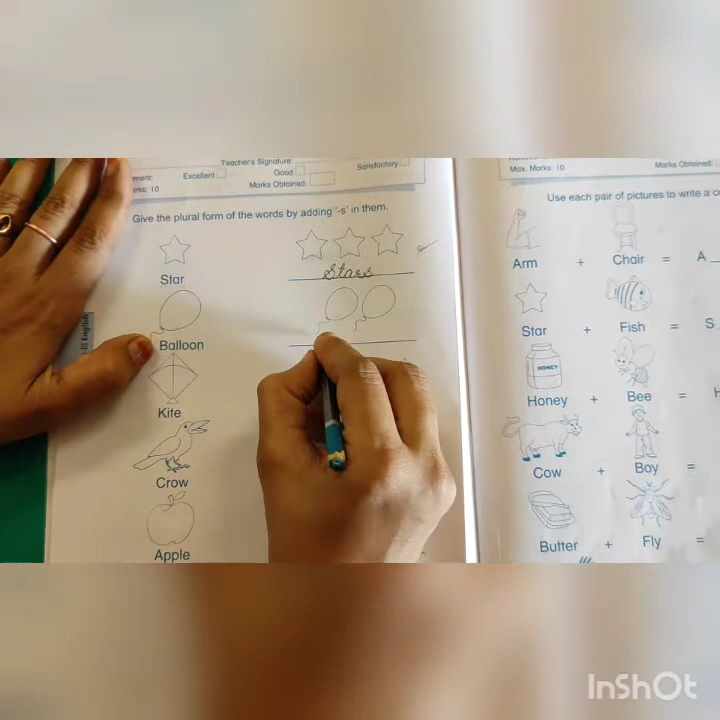 Teacher's Signature:
Excellent Good Satisfactory
Marks Obtained:
Give the plural form of the words by adding '-s' in them.
Star
Stars
Balloon
Kite
Crow
Apple
Max. Marks: 10 Marks Obtained:
Use each pair of pictures to write a
Arm + Chair = A
Star + Fish = S
HONEY
Honey + Bee = H
Cow + Boy =
Butter + Fly =
InShOt